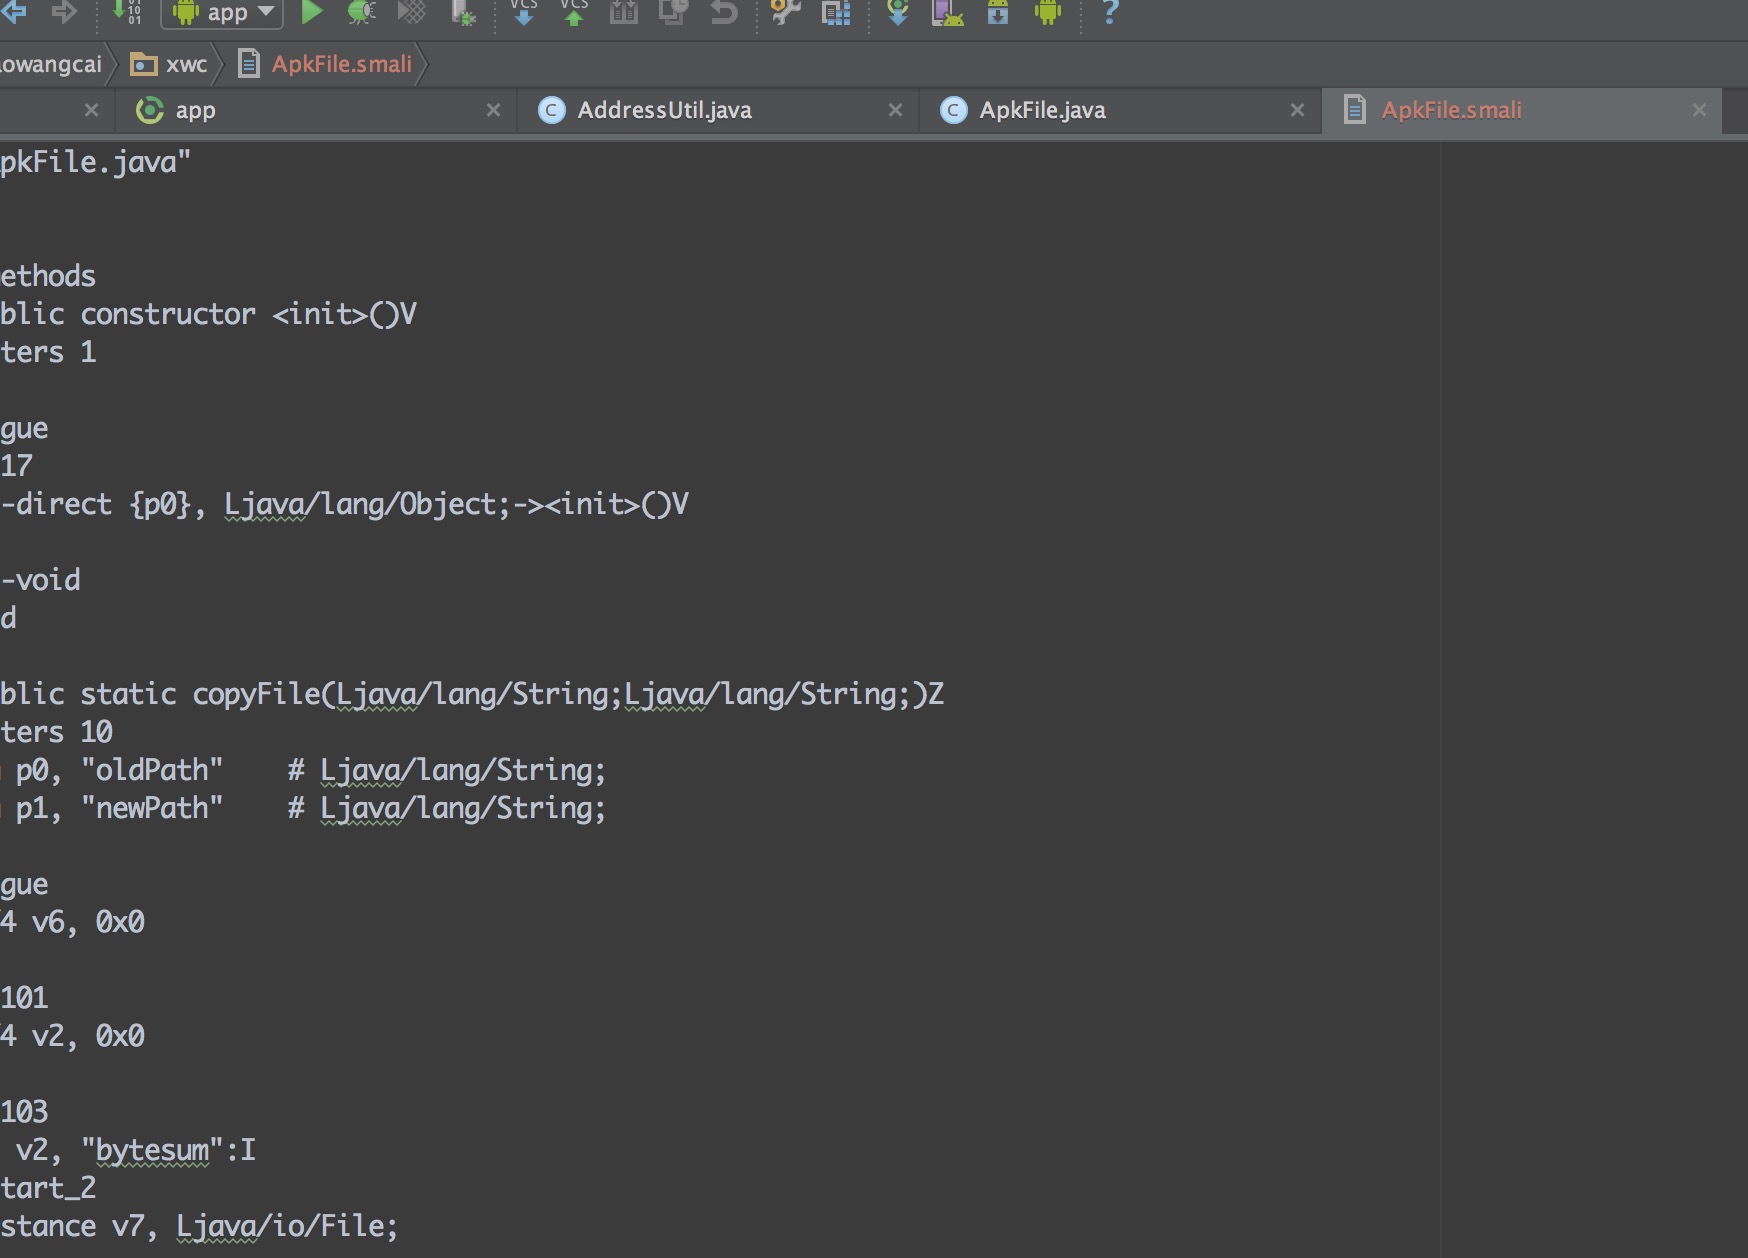 app VCS VCS ?
owangcai xwc ApkFile.smali
app AddressUtil.java ApkFile.java ApkFile.smali
pkFile.java"
ethods
blic constructor <init>()V
ters 1
gue
17
-direct {p0}, Ljava/lang/Object;-><init>()V
-void
d
blic static copyFile(Ljava/lang/String;Ljava/lang/String;)Z
ters 10
p0, "oldPath"    # Ljava/lang/String;
p1, "newPath"    # Ljava/lang/String;
gue
4 v6, 0x0
101
4 v2, 0x0
103
v2, "bytesum":I
tart_2
stance v7, Ljava/io/File;